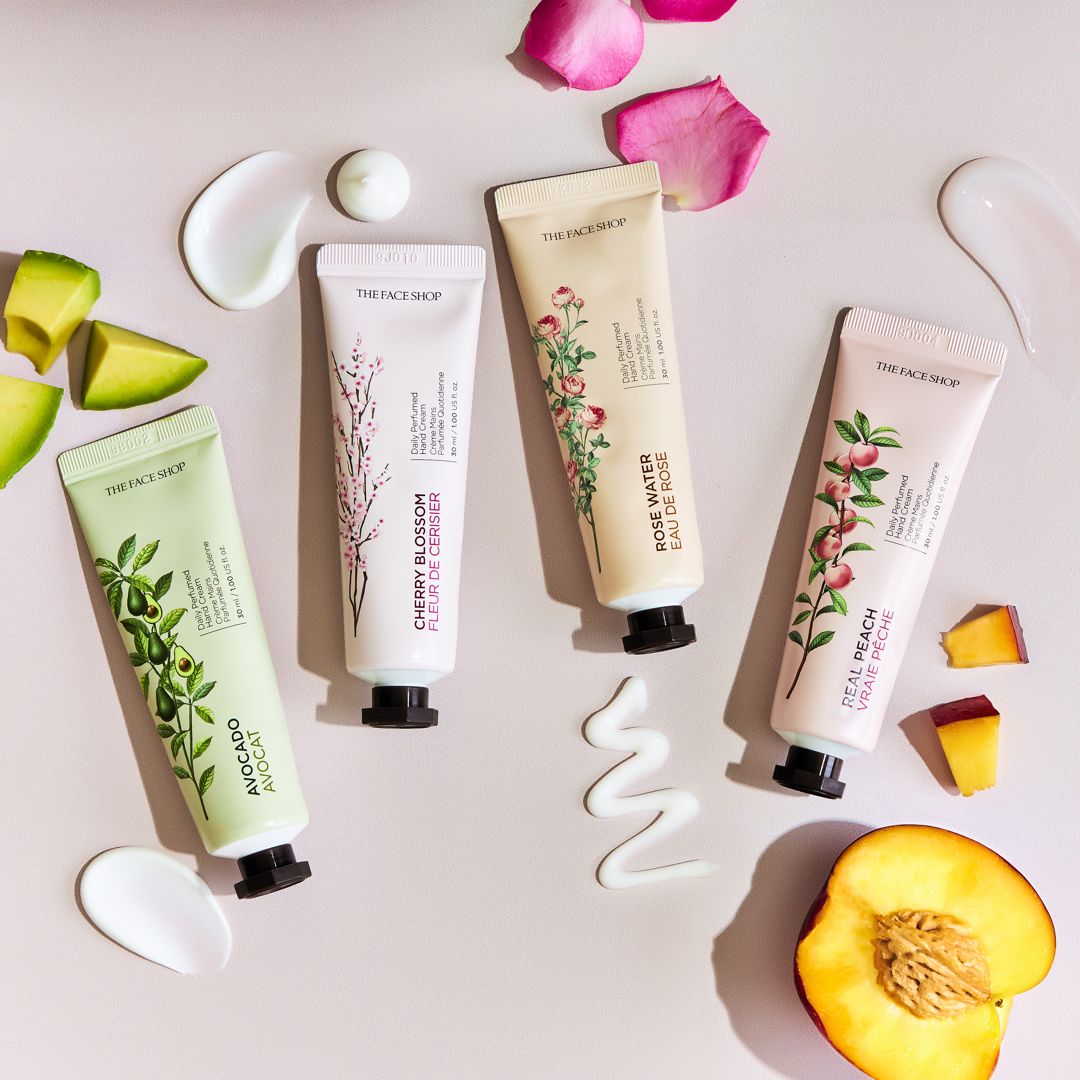 9B002
THE FACE SHOP
Daily Perfumed
Hand Cream
Crème Mains
Parfumée Quotidienne
30 ml / 1.00 US fl. oz.
AVOCADO
AVOCAT
9J010
THE FACE SHOP
Daily Perfumed
Hand Cream
Crème Mains
Parfumée Quotidienne
30 ml / 1.00 US fl. oz.
CHERRY BLOSSOM
FLEUR DE CERISIER
THE FACE SHOP
Daily Perfumed
Hand Cream
Crème Mains
Parfumée Quotidienne
30 ml 1.00 US fl. oz.
ROSE WATER
EAU DE ROSE
THE FACE SHOP
Daily Perfumed
Hand Cream
Crème Mains
Parfumée Quotidienne
30 ml / 1.00 US fl. oz.
REAL PEACH
VRAIE PÊCHE